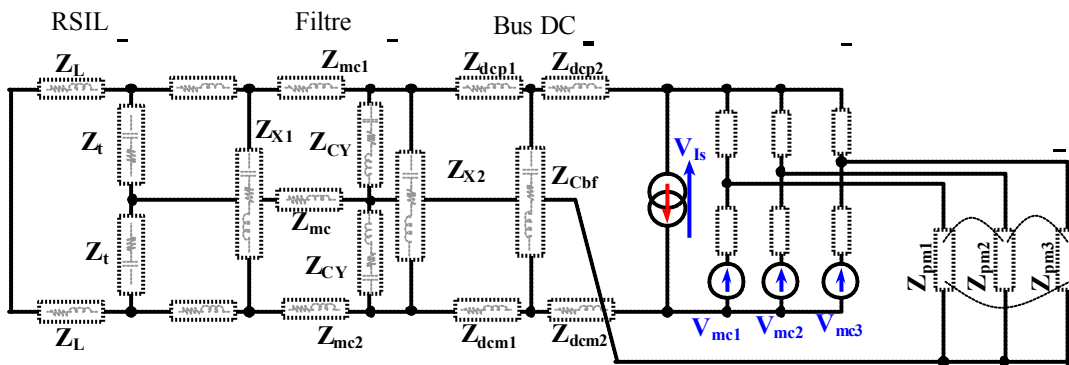 RSIL Filtre Bus DC
Z_L Z_mc1 Z_dcp1 Z_dcp2
Z_t Z_X1 Z_CY Z_X2 Z_Cbf V_Is
Z_mc
Z_t Z_CY Z_pm1 Z_pm2 Z_pm3
Z_L Z_mc2 Z_dcm1 Z_dcm2 V_mc1 V_mc2 V_mc3